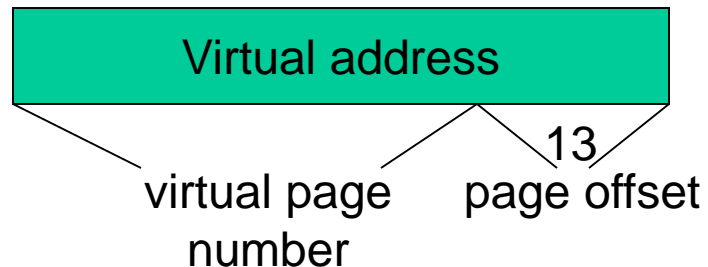 Virtual address
13
virtual page
number
page offset